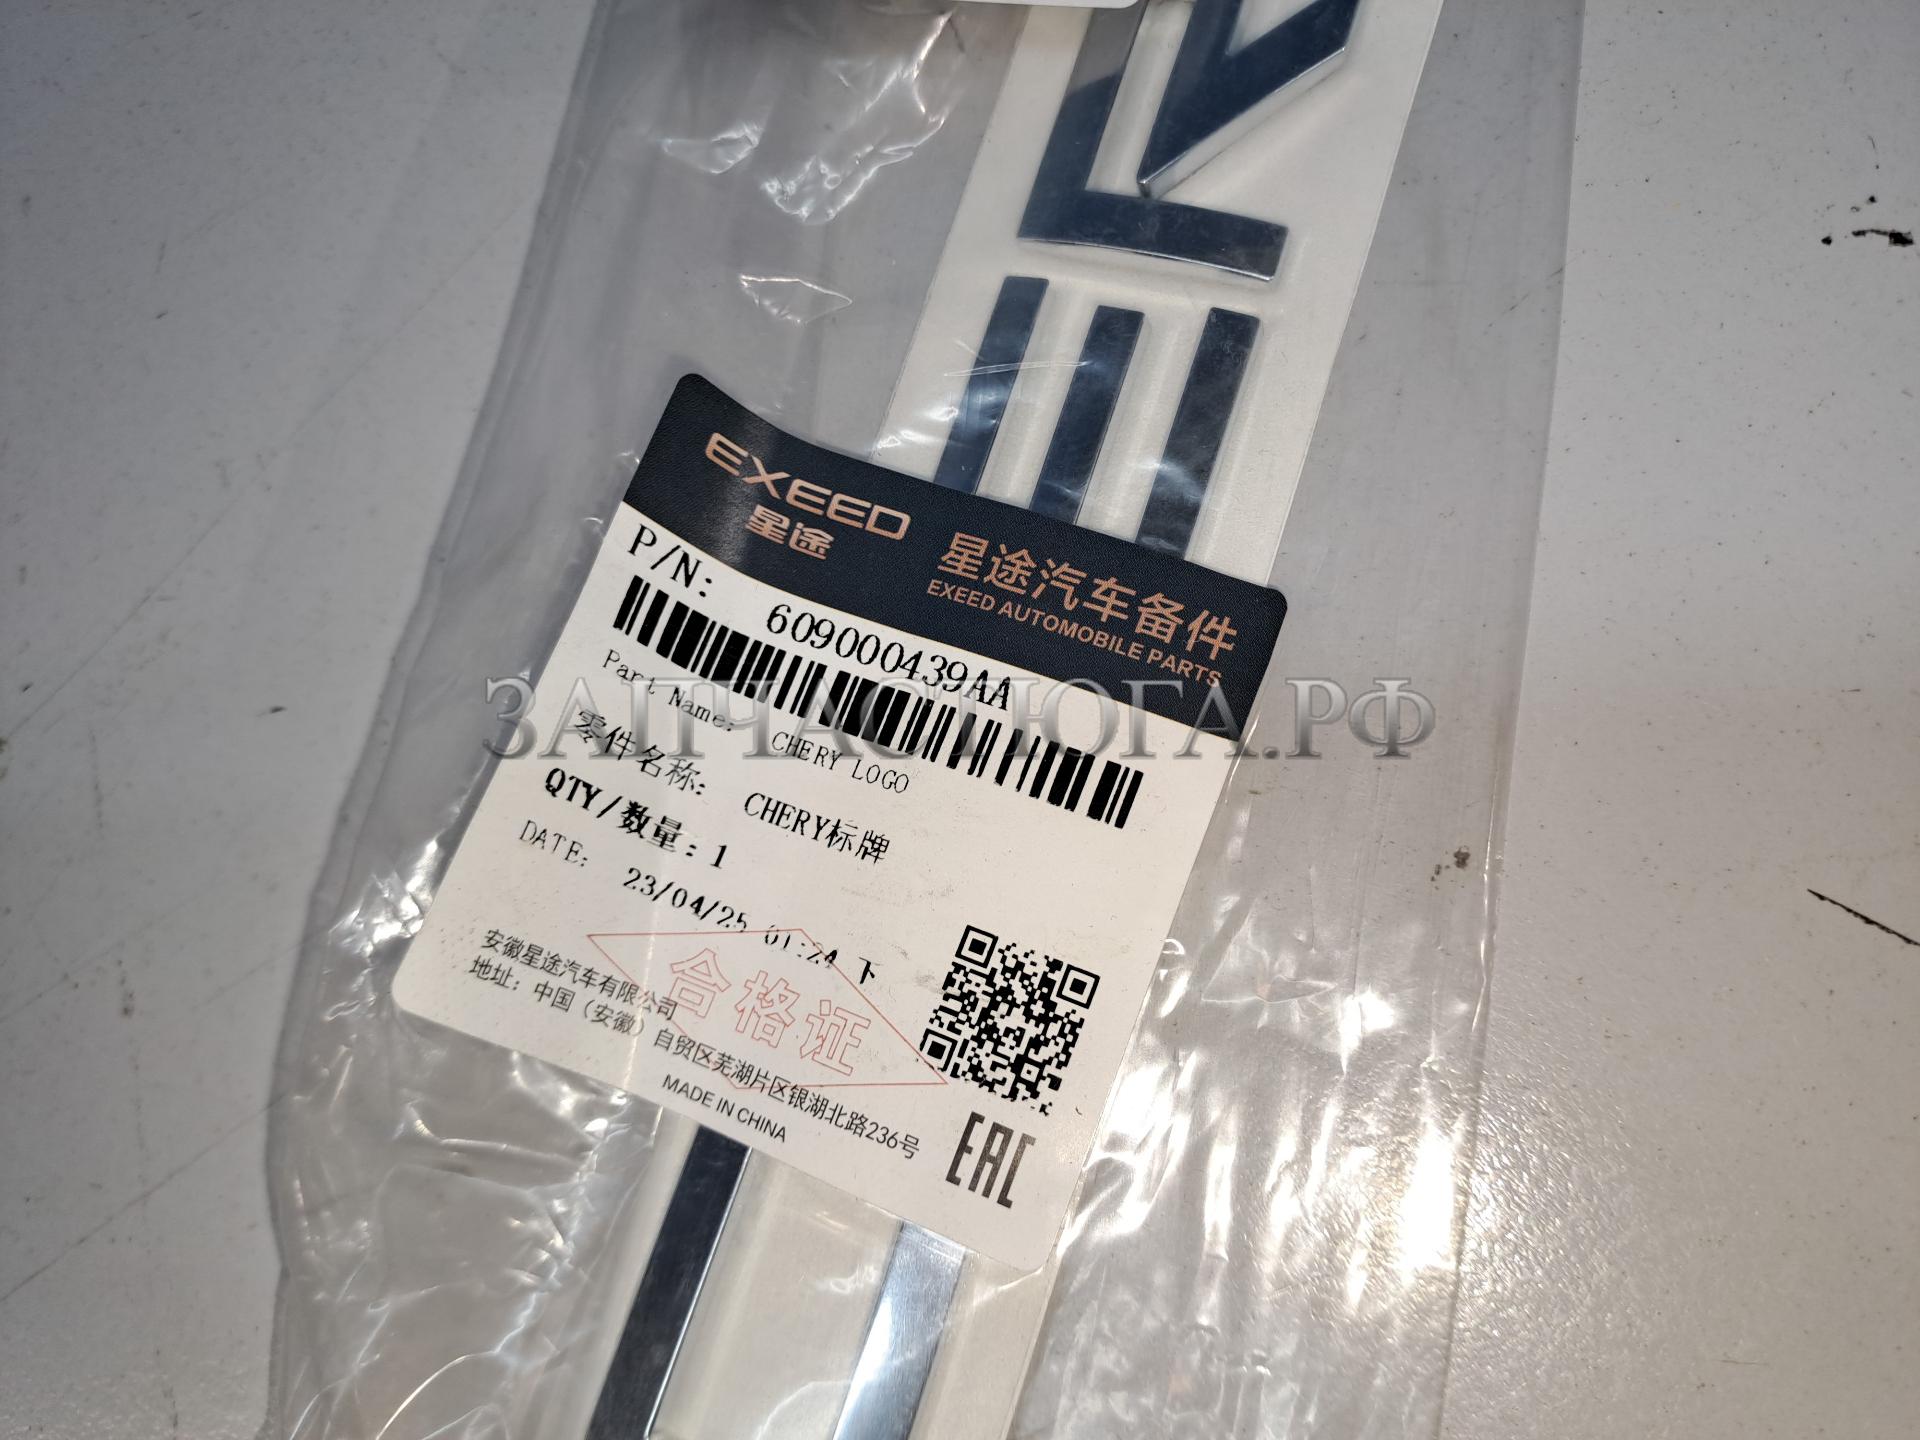 EXEED
星途
星途汽车备件
EXEED AUTOMOBILE PARTS
P/N: 609000439AA
Part Name: CHERY LOGO
零件名称: CHERY标牌
QTY/数量: 1
DATE: 23/04/25 01:24 下
合格证
安徽星途汽车有限公司
地址：中国（安徽）自贸区芜湖片区银湖北路236号
MADE IN CHINA
EAC
ЗАПЧАСТЮГА.РФ